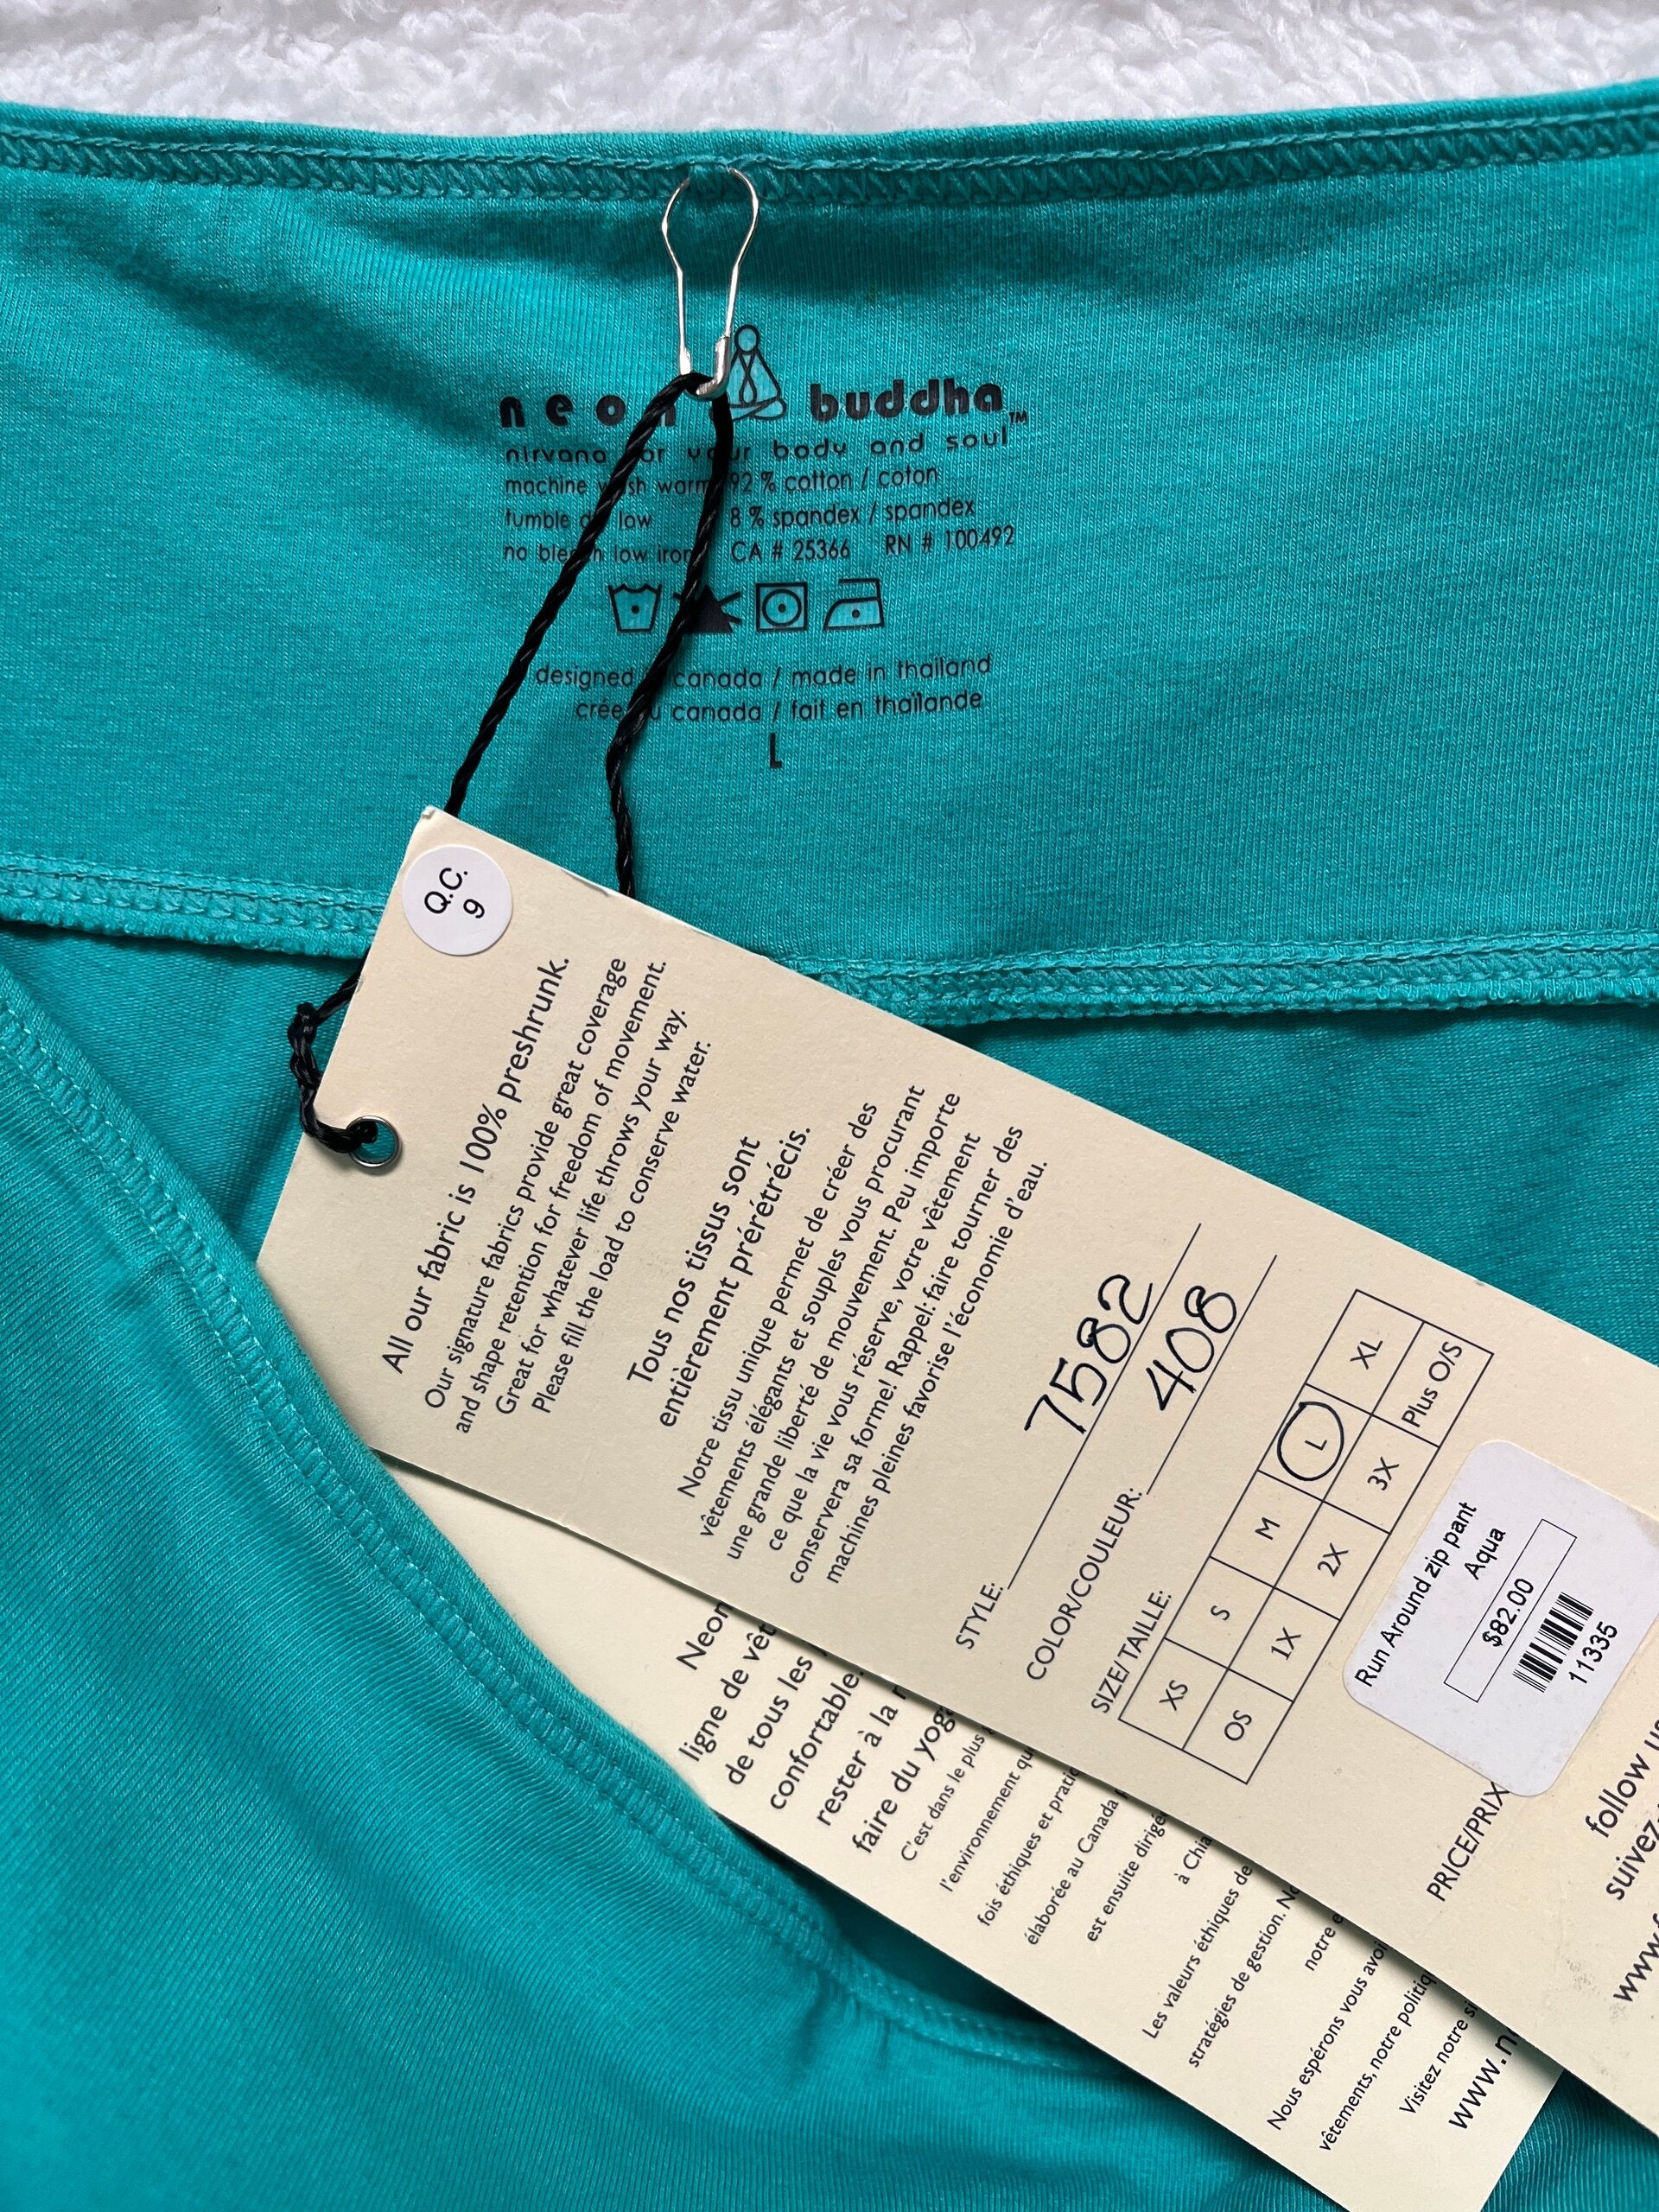 neon buddha™
nirvana for your body and soul
machine wash warm 92 % cotton / coton
tumble dry low 8 % spandex / spandex
no bleach low iron CA # 25366 RN # 100492
designed canada / made in thailand
créé au canada / fait en thaïlande
L
Q.C.
9
All our fabric is 100% preshrunk.
Our signature fabrics provide great coverage
and shape retention for freedom of movement.
Great for whatever life throws your way.
Please fill the load to conserve water.
Tous nos tissus sont
entièrement prérétrécis.
Notre tissu unique permet de créer des
vêtements élégants et souples vous procurant
une grande liberté de mouvement. Peu importe
ce que la vie vous réserve, votre vêtement
conservera sa forme! Rappel: faire tourner des
machines pleines favorise l'économie d'eau.
STYLE: 7582
COLOR/COULEUR: 408
SIZE/TAILLE:
XS S M L XL
OS 1X 2X 3X Plus O/S
Run Around zip pant
Aqua
$82.00
11335
PRICE/PRIX
follow
suivez
www.
Neon
ligne de vêt
de tous les
confortable.
rester à la
faire du yoga
C'est dans le plus
l'environnement qu
fois éthiques et pratiq
élaborée au Canada
est ensuite dirigé
à Chia
Les valeurs éthiques de
stratégies de gestion. No
notre e
Nous espérons vous avoi
vêtements, notre politiq
Visitez notre si
www.n